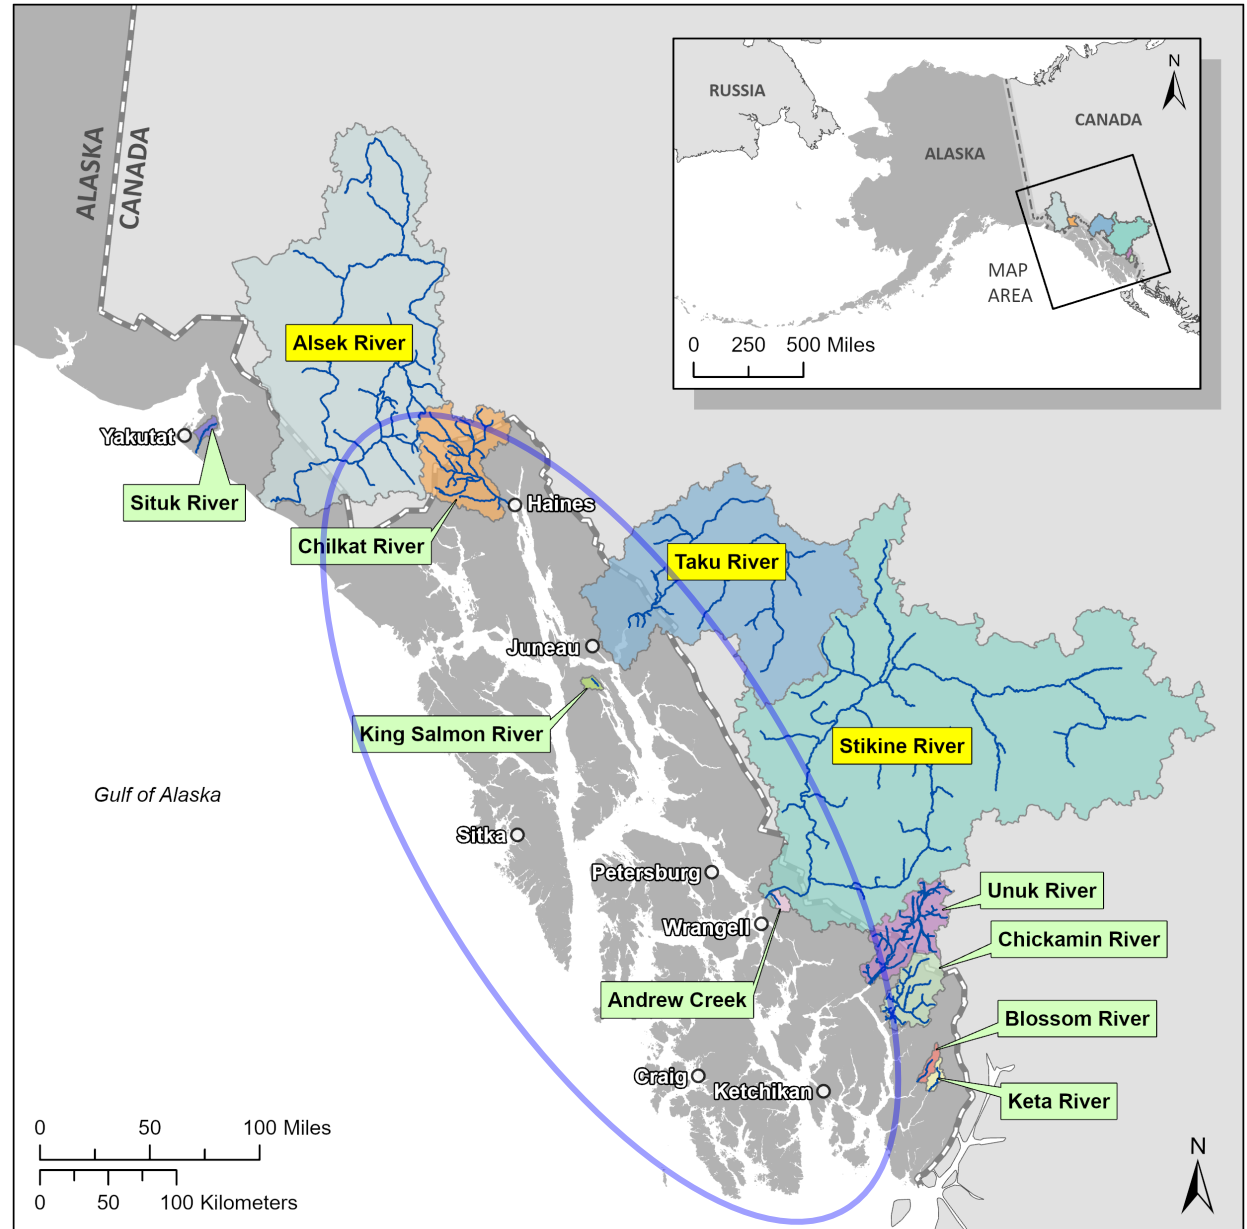 N
RUSSIA
CANADA
ALASKA
MAP
AREA
0 250 500 Miles
ALASKA
CANADA
Alsek River
Yakutat
Situk River
Haines
Chilkat River
Taku River
Juneau
King Salmon River
Stikine River
Gulf of Alaska
Sitka
Petersburg
Unuk River
Wrangell
Chickamin River
Andrew Creek
Blossom River
Craig
Ketchikan
Keta River
0 50 100 Miles
0 50 100 Kilometers
N